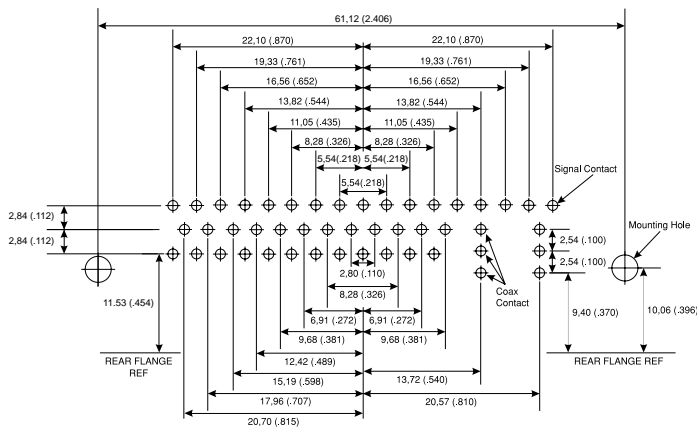 61,12 (2.406)
22,10 (.870) 22,10 (.870)
19,33 (.761) 19,33 (.761)
16,56 (.652) 16,56 (.652)
13,82 (.544) 13,82 (.544)
11,05 (.435) 11,05 (.435)
8,28 (.326) 8,28 (.326)
5,54(.218) 5,54(.218)
5,54(.218)
Signal Contact
2,84 (.112)
2,84 (.112)
Mounting Hole
2,54 (.100)
2,54 (.100)
2,80 (.110)
8,28 (.326)
Coax
Contact
11.53 (.454)
9,40 (.370)
10,06 (.396)
6,91 (.272) 6,91 (.272)
9,68 (.381) 9,68 (.381)
REAR FLANGE
REF
REAR FLANGE REF
12,42 (.489)
15,19 (.598)
13,72 (.540)
17,96 (.707)
20,57 (.810)
20,70 (.815)